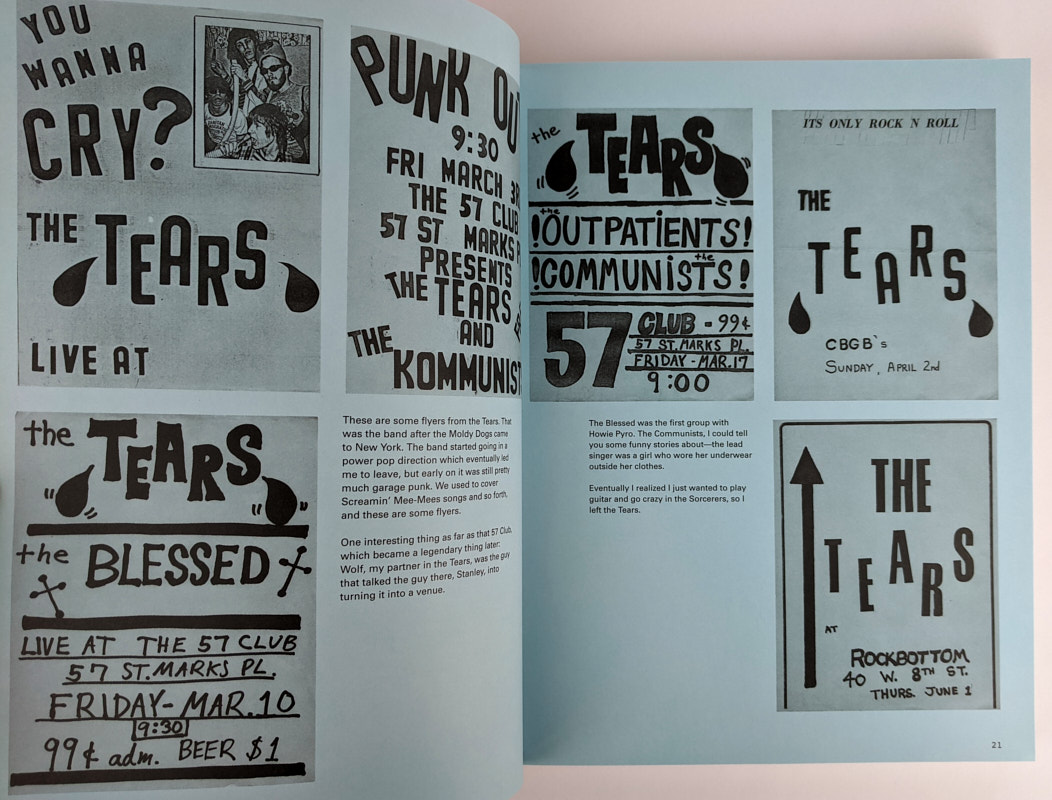 YOU
WANNA
CRY?
THE TEARS
LIVE AT
PUNK
9:30
FRI MARCH 3R
THE 57 CLUB
57 ST MARKS
PRESENTS
THE TEARS
AND
THE
KOMMUNIST
the TEARS
the BLESSED
LIVE AT THE 57 CLUB
57 ST. MARKS PL.
FRIDAY-MAR.10
9:30
99¢ adm. BEER $1
These are some flyers from the Tears. That
was the band after the Moldy Dogs came
to New York. The band started going in a
power pop direction which eventually led
me to leave, but early on it was still pretty
much garage punk. We used to cover
Screamin' Mee-Mees songs and so forth,
and these are some flyers.
One interesting thing as far as that 57 Club,
which became a legendary thing later:
Wolf, my partner in the Tears, was the guy
that talked the guy there, Stanley, into
turning it into a venue.
the TEARS
the
!OUTPATIENTS!
the
!COMMUNISTS!
57 CLUB - 99¢
57 ST. MARKS PL.
FRIDAY - MAR. 17
9:00
ITS ONLY ROCK N ROLL
THE
TEARS
CBGB's
SUNDAY, APRIL 2nd
The Blessed was the first group with
Howie Pyro. The Communists, I could tell
you some funny stories about—the lead
singer was a girl who wore her underwear
outside her clothes.
Eventually I realized I just wanted to play
guitar and go crazy in the Sorcerers, so I
left the Tears.
THE
TEARS
AT
ROCKBOTTOM
40 W. 8TH ST.
THURS. JUNE 1
21